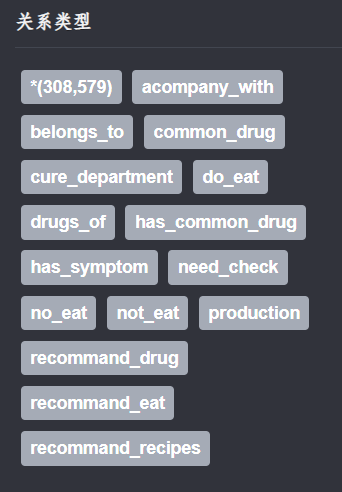 关系类型
*(308,579) acompany_with
belongs_to common_drug
cure_department do_eat
drugs_of has_common_drug
has_symptom need_check
no_eat not_eat production
recommand_drug
recommand_eat
recommand_recipes